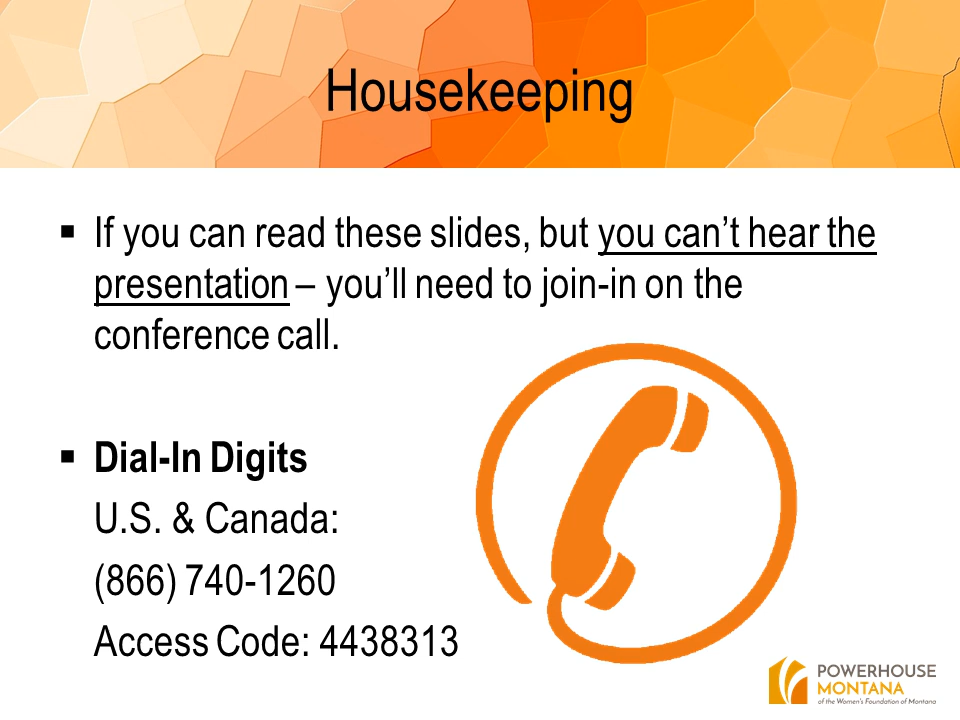 Housekeeping
▪ If you can read these slides, but you can’t hear the
presentation – you’ll need to join-in on the
conference call.
▪ Dial-In Digits
U.S. & Canada:
(866) 740-1260
Access Code: 4438313
POWERHOUSE
MONTANA
of the Women's Foundation of Montana